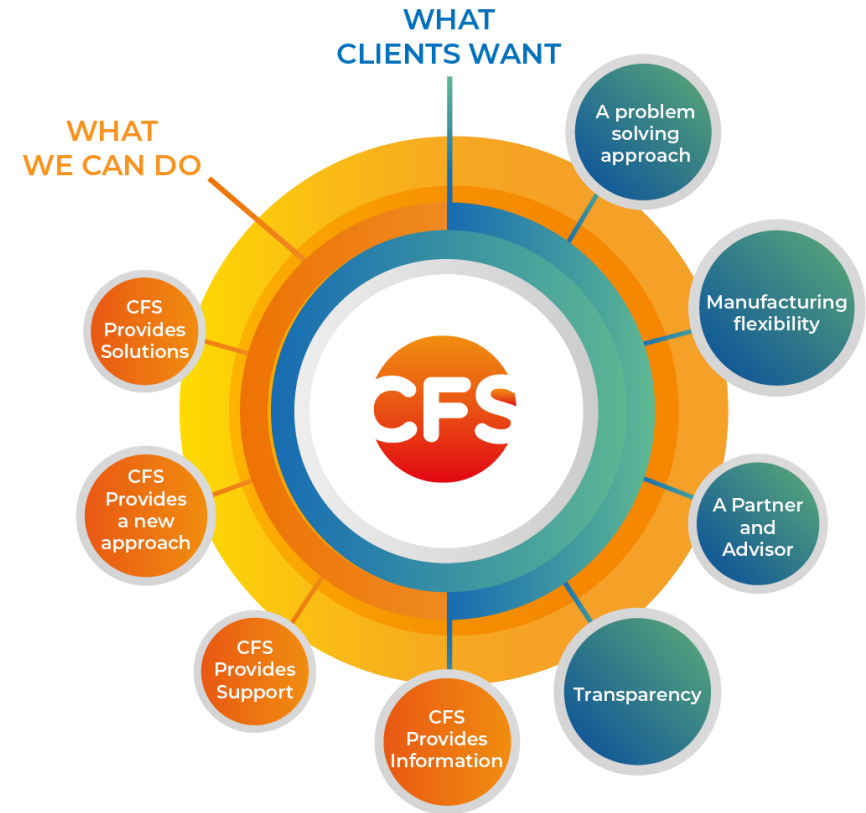 WHAT
CLIENTS WANT
WHAT
WE CAN DO
A problem
solving
approach
Manufacturing
flexibility
A Partner
and
Advisor
Transparency
CFS
Provides
Information
CFS
Provides
Support
CFS
Provides
a new
approach
CFS
Provides
Solutions
CFS